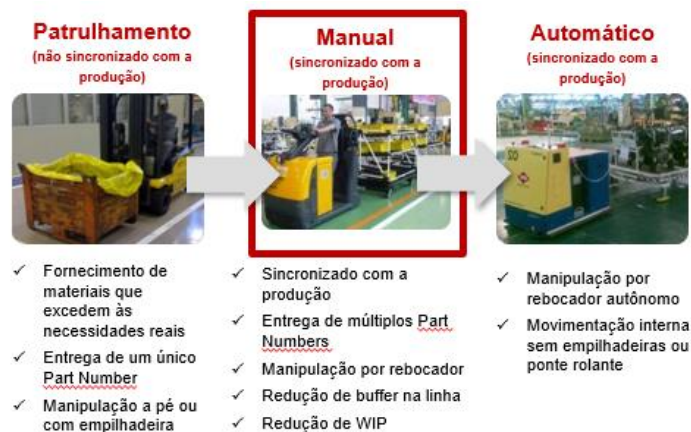 Patrulhamento
(não sincronizado com a
produção)
✓ Fornecimento de
materiais que
excedem às
necessidades reais
✓ Entrega de um único
Part Number
✓ Manipulação a pé ou
com empilhadeira
Manual
(sincronizado com a
produção)
✓ Sincronizado com a
produção
✓ Entrega de múltiplos Part
Numbers
✓ Manipulação por rebocador
✓ Redução de buffer na linha
✓ Redução de WIP
Automático
(sincronizado com a
produção)
✓ Manipulação por
rebocador autônomo
✓ Movimentação interna
sem empilhadeiras ou
ponte rolante